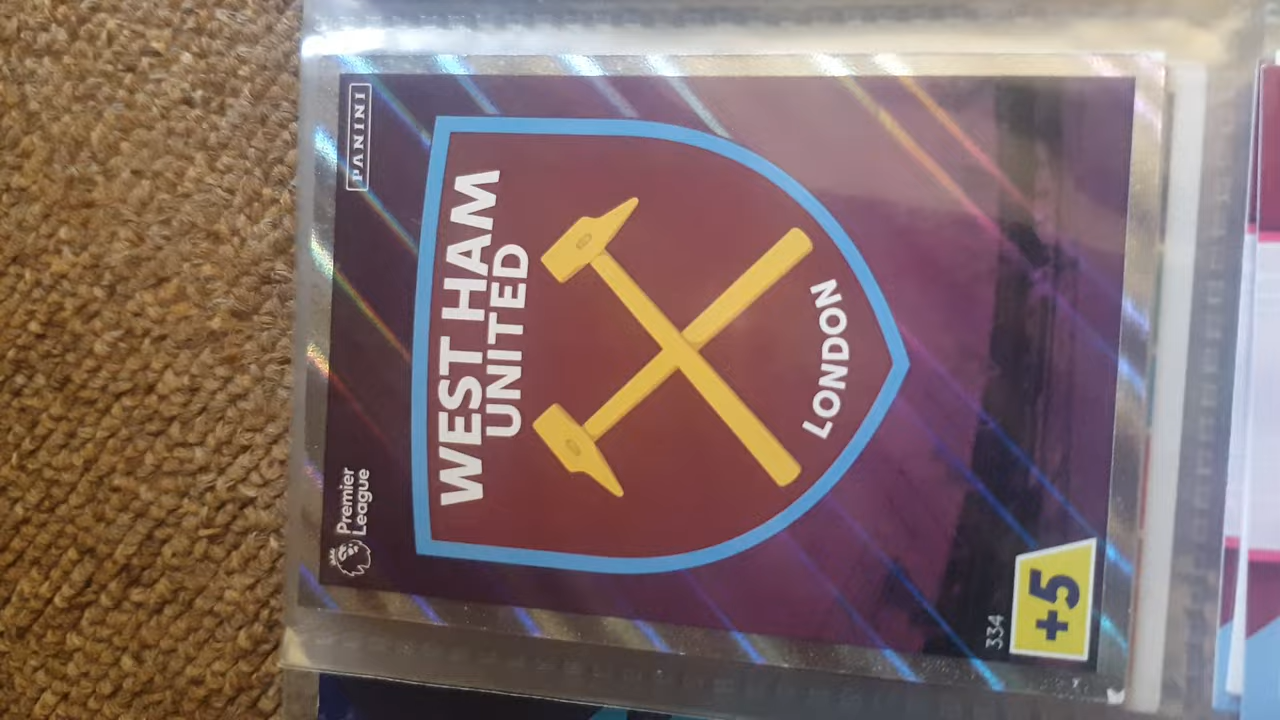 Premier
League
PANINI
WEST HAM
UNITED
LONDON
334
+5